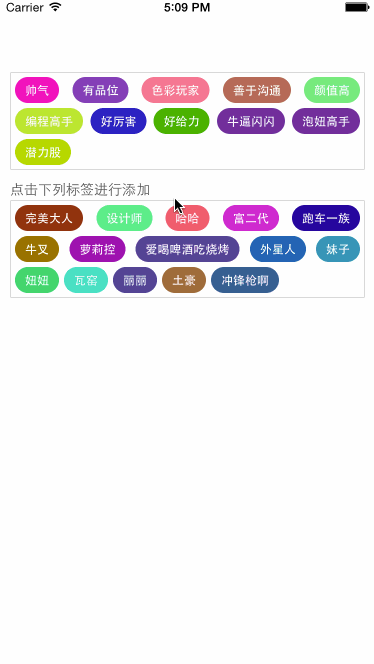 Carrier 5:09 PM
帅气 有品位 色彩玩家 善于沟通 颜值高
编程高手 好厉害 好给力 牛逼闪闪 泡妞高手
潜力股
点击下列标签进行添加
完美大人 设计师 哈哈 富二代 跑车一族
牛叉 萝莉控 爱喝啤酒吃烧烤 外星人 妹子
妞妞 瓦窑 丽丽 土豪 冲锋枪啊